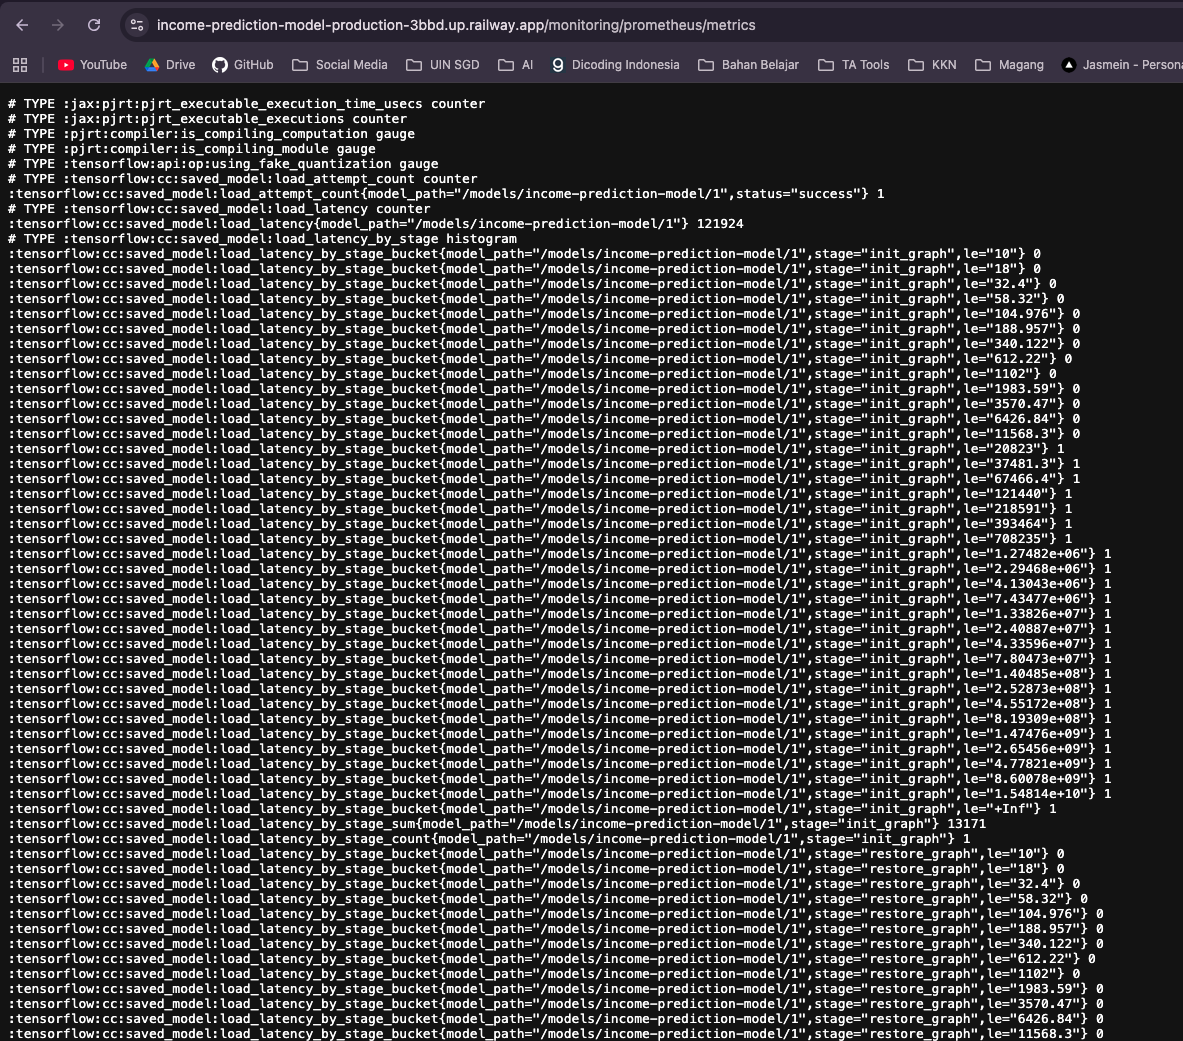 income-prediction-model-production-3bbd.up.railway.app/monitoring/prometheus/metrics
YouTube Drive GitHub Social Media UIN SGD AI Dicoding Indonesia Bahan Belajar TA Tools KKN Magang Jasmein - Persona
# TYPE :jax:pjrt:pjrt_executable_execution_time_usecs counter
# TYPE :jax:pjrt:pjrt_executable_executions counter
# TYPE :pjrt:compiler:is_compiling_computation gauge
# TYPE :pjrt:compiler:is_compiling_module gauge
# TYPE :tensorflow:api:op:using_fake_quantization gauge
# TYPE :tensorflow:cc:saved_model:load_attempt_count counter
:tensorflow:cc:saved_model:load_attempt_count{model_path="/models/income-prediction-model/1",status="success"} 1
# TYPE :tensorflow:cc:saved_model:load_latency counter
:tensorflow:cc:saved_model:load_latency{model_path="/models/income-prediction-model/1"} 121924
# TYPE :tensorflow:cc:saved_model:load_latency_by_stage histogram
:tensorflow:cc:saved_model:load_latency_by_stage_bucket{model_path="/models/income-prediction-model/1",stage="init_graph",le="10"} 0
:tensorflow:cc:saved_model:load_latency_by_stage_bucket{model_path="/models/income-prediction-model/1",stage="init_graph",le="18"} 0
:tensorflow:cc:saved_model:load_latency_by_stage_bucket{model_path="/models/income-prediction-model/1",stage="init_graph",le="32.4"} 0
:tensorflow:cc:saved_model:load_latency_by_stage_bucket{model_path="/models/income-prediction-model/1",stage="init_graph",le="58.32"} 0
:tensorflow:cc:saved_model:load_latency_by_stage_bucket{model_path="/models/income-prediction-model/1",stage="init_graph",le="104.976"} 0
:tensorflow:cc:saved_model:load_latency_by_stage_bucket{model_path="/models/income-prediction-model/1",stage="init_graph",le="188.957"} 0
:tensorflow:cc:saved_model:load_latency_by_stage_bucket{model_path="/models/income-prediction-model/1",stage="init_graph",le="340.122"} 0
:tensorflow:cc:saved_model:load_latency_by_stage_bucket{model_path="/models/income-prediction-model/1",stage="init_graph",le="612.22"} 0
:tensorflow:cc:saved_model:load_latency_by_stage_bucket{model_path="/models/income-prediction-model/1",stage="init_graph",le="1102"} 0
:tensorflow:cc:saved_model:load_latency_by_stage_bucket{model_path="/models/income-prediction-model/1",stage="init_graph",le="1983.59"} 0
:tensorflow:cc:saved_model:load_latency_by_stage_bucket{model_path="/models/income-prediction-model/1",stage="init_graph",le="3570.47"} 0
:tensorflow:cc:saved_model:load_latency_by_stage_bucket{model_path="/models/income-prediction-model/1",stage="init_graph",le="6426.84"} 0
:tensorflow:cc:saved_model:load_latency_by_stage_bucket{model_path="/models/income-prediction-model/1",stage="init_graph",le="11568.3"} 0
:tensorflow:cc:saved_model:load_latency_by_stage_bucket{model_path="/models/income-prediction-model/1",stage="init_graph",le="20823"} 1
:tensorflow:cc:saved_model:load_latency_by_stage_bucket{model_path="/models/income-prediction-model/1",stage="init_graph",le="37481.3"} 1
:tensorflow:cc:saved_model:load_latency_by_stage_bucket{model_path="/models/income-prediction-model/1",stage="init_graph",le="67466.4"} 1
:tensorflow:cc:saved_model:load_latency_by_stage_bucket{model_path="/models/income-prediction-model/1",stage="init_graph",le="121440"} 1
:tensorflow:cc:saved_model:load_latency_by_stage_bucket{model_path="/models/income-prediction-model/1",stage="init_graph",le="218591"} 1
:tensorflow:cc:saved_model:load_latency_by_stage_bucket{model_path="/models/income-prediction-model/1",stage="init_graph",le="393464"} 1
:tensorflow:cc:saved_model:load_latency_by_stage_bucket{model_path="/models/income-prediction-model/1",stage="init_graph",le="708235"} 1
:tensorflow:cc:saved_model:load_latency_by_stage_bucket{model_path="/models/income-prediction-model/1",stage="init_graph",le="1.27482e+06"} 1
:tensorflow:cc:saved_model:load_latency_by_stage_bucket{model_path="/models/income-prediction-model/1",stage="init_graph",le="2.29468e+06"} 1
:tensorflow:cc:saved_model:load_latency_by_stage_bucket{model_path="/models/income-prediction-model/1",stage="init_graph",le="4.13043e+06"} 1
:tensorflow:cc:saved_model:load_latency_by_stage_bucket{model_path="/models/income-prediction-model/1",stage="init_graph",le="7.43477e+06"} 1
:tensorflow:cc:saved_model:load_latency_by_stage_bucket{model_path="/models/income-prediction-model/1",stage="init_graph",le="1.33826e+07"} 1
:tensorflow:cc:saved_model:load_latency_by_stage_bucket{model_path="/models/income-prediction-model/1",stage="init_graph",le="2.40887e+07"} 1
:tensorflow:cc:saved_model:load_latency_by_stage_bucket{model_path="/models/income-prediction-model/1",stage="init_graph",le="4.33596e+07"} 1
:tensorflow:cc:saved_model:load_latency_by_stage_bucket{model_path="/models/income-prediction-model/1",stage="init_graph",le="7.80473e+07"} 1
:tensorflow:cc:saved_model:load_latency_by_stage_bucket{model_path="/models/income-prediction-model/1",stage="init_graph",le="1.40485e+08"} 1
:tensorflow:cc:saved_model:load_latency_by_stage_bucket{model_path="/models/income-prediction-model/1",stage="init_graph",le="2.52873e+08"} 1
:tensorflow:cc:saved_model:load_latency_by_stage_bucket{model_path="/models/income-prediction-model/1",stage="init_graph",le="4.55172e+08"} 1
:tensorflow:cc:saved_model:load_latency_by_stage_bucket{model_path="/models/income-prediction-model/1",stage="init_graph",le="8.19309e+08"} 1
:tensorflow:cc:saved_model:load_latency_by_stage_bucket{model_path="/models/income-prediction-model/1",stage="init_graph",le="1.47476e+09"} 1
:tensorflow:cc:saved_model:load_latency_by_stage_bucket{model_path="/models/income-prediction-model/1",stage="init_graph",le="2.65456e+09"} 1
:tensorflow:cc:saved_model:load_latency_by_stage_bucket{model_path="/models/income-prediction-model/1",stage="init_graph",le="4.77821e+09"} 1
:tensorflow:cc:saved_model:load_latency_by_stage_bucket{model_path="/models/income-prediction-model/1",stage="init_graph",le="8.60078e+09"} 1
:tensorflow:cc:saved_model:load_latency_by_stage_bucket{model_path="/models/income-prediction-model/1",stage="init_graph",le="1.54814e+10"} 1
:tensorflow:cc:saved_model:load_latency_by_stage_bucket{model_path="/models/income-prediction-model/1",stage="init_graph",le="+Inf"} 1
:tensorflow:cc:saved_model:load_latency_by_stage_sum{model_path="/models/income-prediction-model/1",stage="init_graph"} 13171
:tensorflow:cc:saved_model:load_latency_by_stage_count{model_path="/models/income-prediction-model/1",stage="init_graph"} 1
:tensorflow:cc:saved_model:load_latency_by_stage_bucket{model_path="/models/income-prediction-model/1",stage="restore_graph",le="10"} 0
:tensorflow:cc:saved_model:load_latency_by_stage_bucket{model_path="/models/income-prediction-model/1",stage="restore_graph",le="18"} 0
:tensorflow:cc:saved_model:load_latency_by_stage_bucket{model_path="/models/income-prediction-model/1",stage="restore_graph",le="32.4"} 0
:tensorflow:cc:saved_model:load_latency_by_stage_bucket{model_path="/models/income-prediction-model/1",stage="restore_graph",le="58.32"} 0
:tensorflow:cc:saved_model:load_latency_by_stage_bucket{model_path="/models/income-prediction-model/1",stage="restore_graph",le="104.976"} 0
:tensorflow:cc:saved_model:load_latency_by_stage_bucket{model_path="/models/income-prediction-model/1",stage="restore_graph",le="188.957"} 0
:tensorflow:cc:saved_model:load_latency_by_stage_bucket{model_path="/models/income-prediction-model/1",stage="restore_graph",le="340.122"} 0
:tensorflow:cc:saved_model:load_latency_by_stage_bucket{model_path="/models/income-prediction-model/1",stage="restore_graph",le="612.22"} 0
:tensorflow:cc:saved_model:load_latency_by_stage_bucket{model_path="/models/income-prediction-model/1",stage="restore_graph",le="1102"} 0
:tensorflow:cc:saved_model:load_latency_by_stage_bucket{model_path="/models/income-prediction-model/1",stage="restore_graph",le="1983.59"} 0
:tensorflow:cc:saved_model:load_latency_by_stage_bucket{model_path="/models/income-prediction-model/1",stage="restore_graph",le="3570.47"} 0
:tensorflow:cc:saved_model:load_latency_by_stage_bucket{model_path="/models/income-prediction-model/1",stage="restore_graph",le="6426.84"} 0
:tensorflow:cc:saved_model:load_latency_by_stage_bucket{model_path="/models/income-prediction-model/1",stage="restore_graph",le="11568.3"} 0